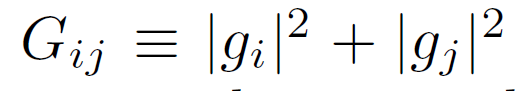 G_{ij} ≡ |g_i|^2 + |g_j|^2